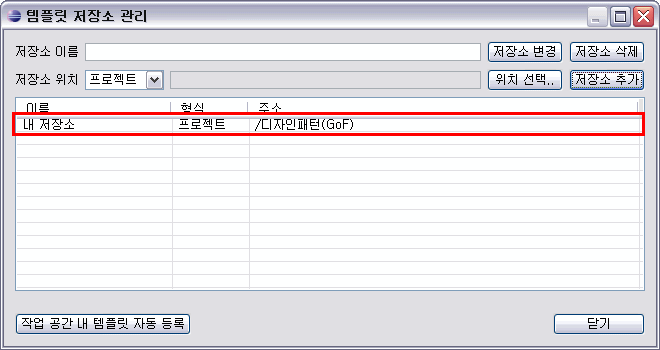 템플릿 저장소 관리
저장소 이름 저장소 변경 저장소 삭제
저장소 위치 프로젝트 위치 선택.. 저장소 추가
이름 형식 주소
내 저장소 프로젝트 /디자인패턴(GoF)
작업 공간 내 템플릿 자동 등록 닫기